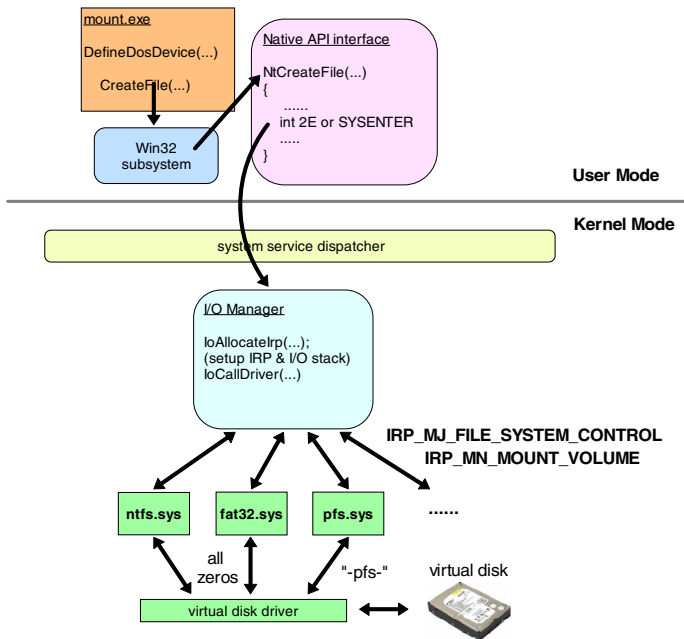 mount.exe
DefineDosDevice(...)
CreateFile(...)
Win32
subsystem
Native API interface
NtCreateFile(...)
{
......
int 2E or SYSENTER
.....
}
User Mode
Kernel Mode
system service dispatcher
I/O Manager
IoAllocateIrp(...);
(setup IRP & I/O stack)
IoCallDriver(...)
IRP_MJ_FILE_SYSTEM_CONTROL
IRP_MN_MOUNT_VOLUME
ntfs.sys
fat32.sys
pfs.sys
......
all
zeros
"-pfs-"
virtual disk
virtual disk driver